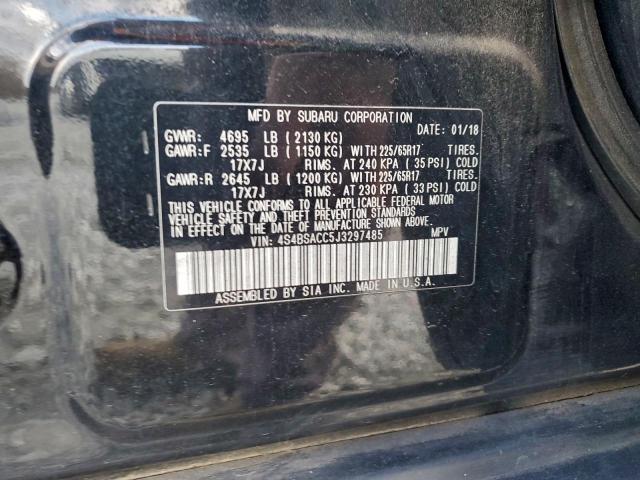 MFD BY SUBARU CORPORATION
GVWR: 4695 LB ( 2130 KG) DATE: 01/18
GAWR:F 2535 LB ( 1150 KG) WITH 225/65R17 TIRES.
17X7J RIMS. AT 240 KPA ( 35 PSI) COLD
GAWR:R 2645 LB ( 1200 KG) WITH 225/65R17 TIRES.
17X7J RIMS. AT 230 KPA ( 33 PSI) COLD
THIS VEHICLE CONFORMS TO ALL APPLICABLE FEDERAL MOTOR
VEHICLE SAFETY AND THEFT PREVENTION STANDARDS
IN EFFECT ON THE DATE OF MANUFACTURE SHOWN ABOVE.
VIN: 4S4BSACC5J3297485 MPV
ASSEMBLED BY SIA INC. MADE IN U.S.A.